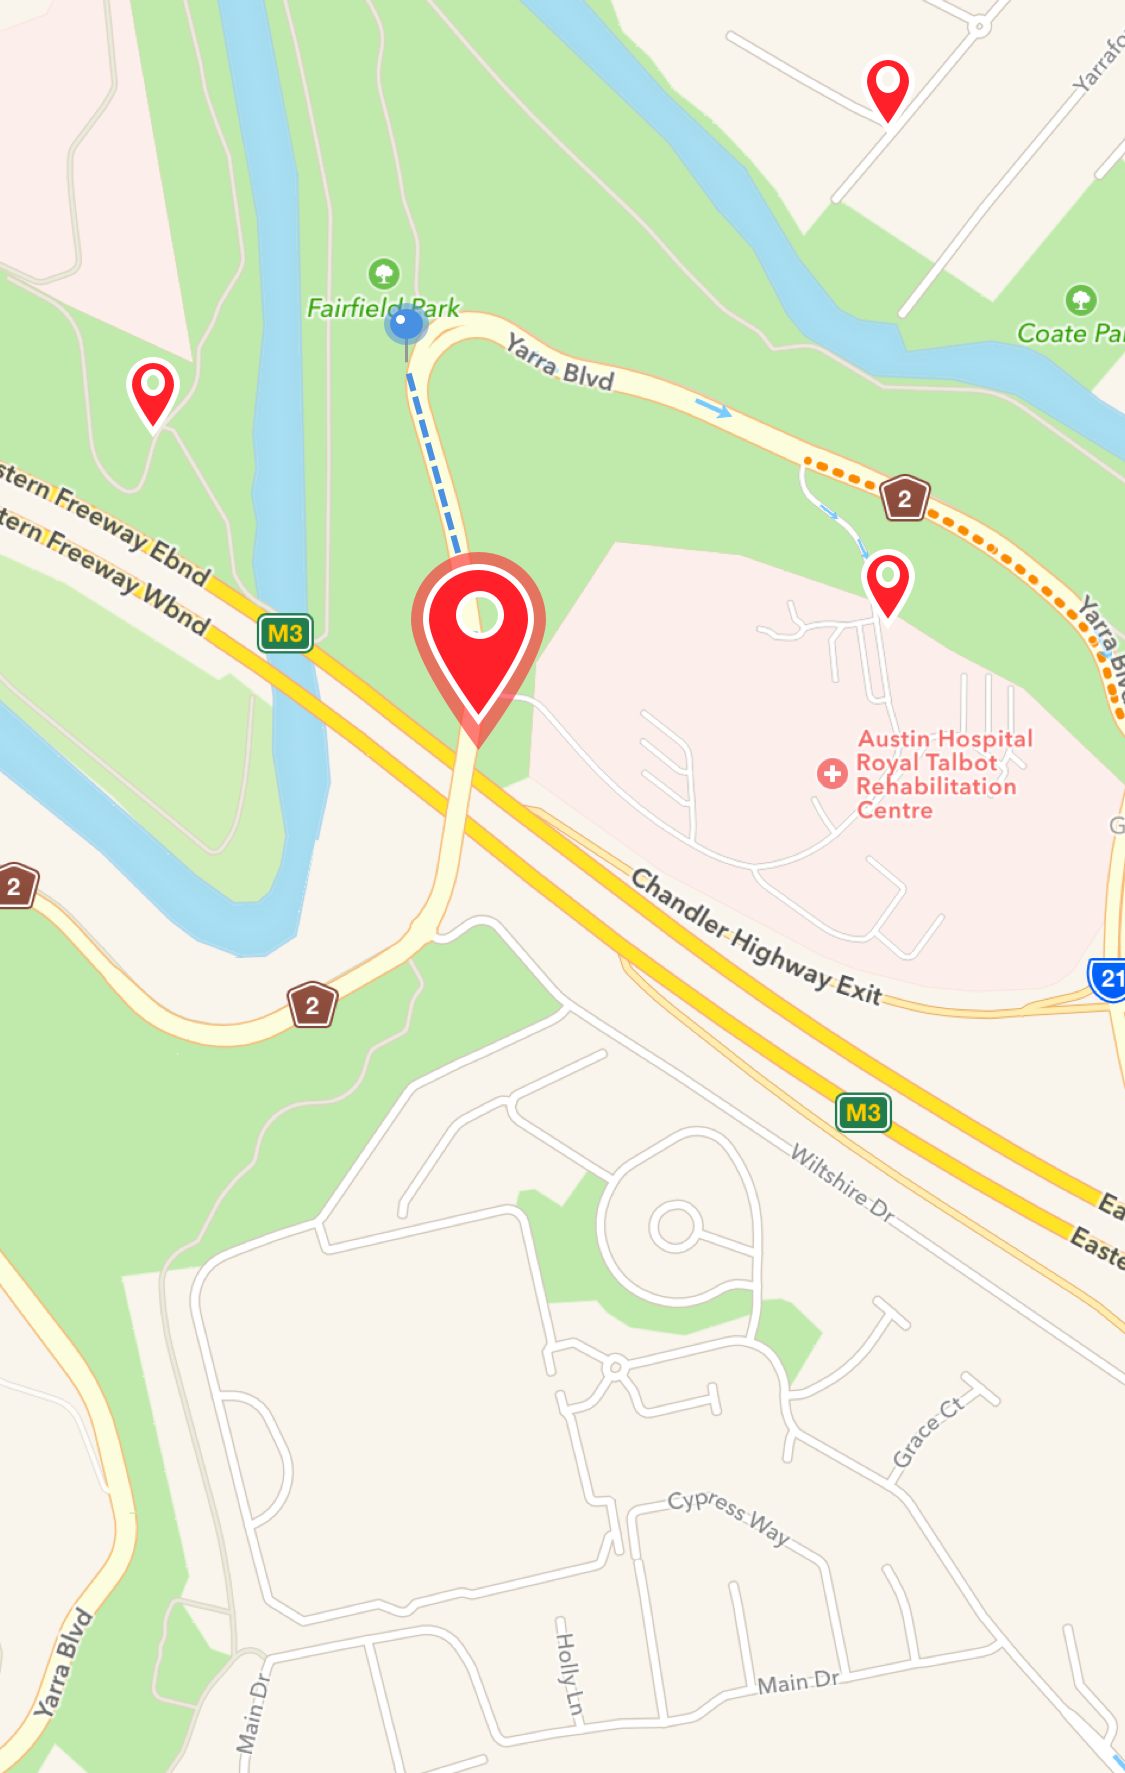 Yarrafo
Fairfield Park
Coate Par
Yarra Blvd
stern Freeway Ebnd
tern Freeway Wbnd
2
M3
Yarra Blvd
Austin Hospital
Royal Talbot
Rehabilitation
Centre
G
2
Chandler Highway Exit
21
2
M3
Wiltshire Dr
Ea
Easte
Grace Ct
Cypress Way
Yarra Blvd
Holly Ln
Main Dr
Main Dr